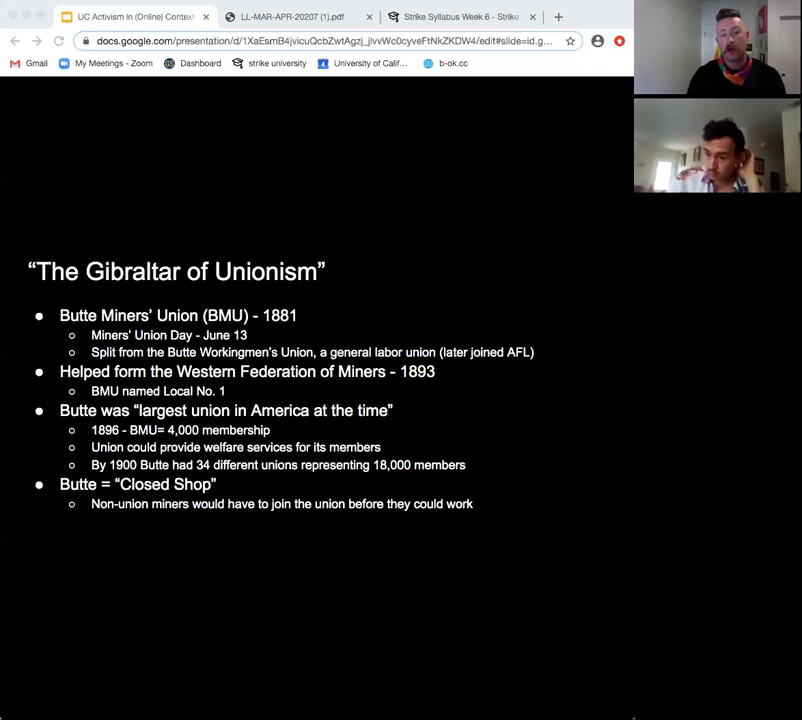 UC Activism In (Online) Context
LL-MAR-APR-20207 (1).pdf
Strike Syllabus Week 6 - Strike
docs.google.com/presentation/d/1XaEsmB4jvicuQcbZwtAgzj_jlvvWc0cyveFtNkZKDW4/edit#slide=id.g...
Gmail
My Meetings - Zoom
Dashboard
strike university
University of Calif...
b-ok.cc
“The Gibraltar of Unionism”
● Butte Miners’ Union (BMU) - 1881
○ Miners’ Union Day - June 13
○ Split from the Butte Workingmen’s Union, a general labor union (later joined AFL)
● Helped form the Western Federation of Miners - 1893
○ BMU named Local No. 1
● Butte was “largest union in America at the time”
○ 1896 - BMU= 4,000 membership
○ Union could provide welfare services for its members
○ By 1900 Butte had 34 different unions representing 18,000 members
● Butte = “Closed Shop”
○ Non-union miners would have to join the union before they could work